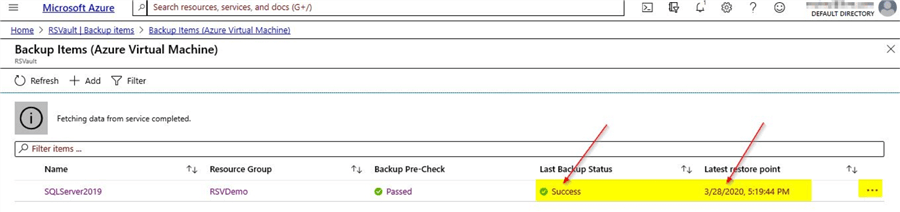 Microsoft Azure
Search resources, services, and docs (G+/)
DEFAULT DIRECTORY
Home > RSVault | Backup items > Backup Items (Azure Virtual Machine)
Backup Items (Azure Virtual Machine)
RSVault
Refresh + Add Filter
Fetching data from service completed.
Filter items ...
Name Resource Group Backup Pre-Check Last Backup Status Latest restore point
SQLServer2019 RSVDemo Passed Success 3/28/2020, 5:19:44 PM ...